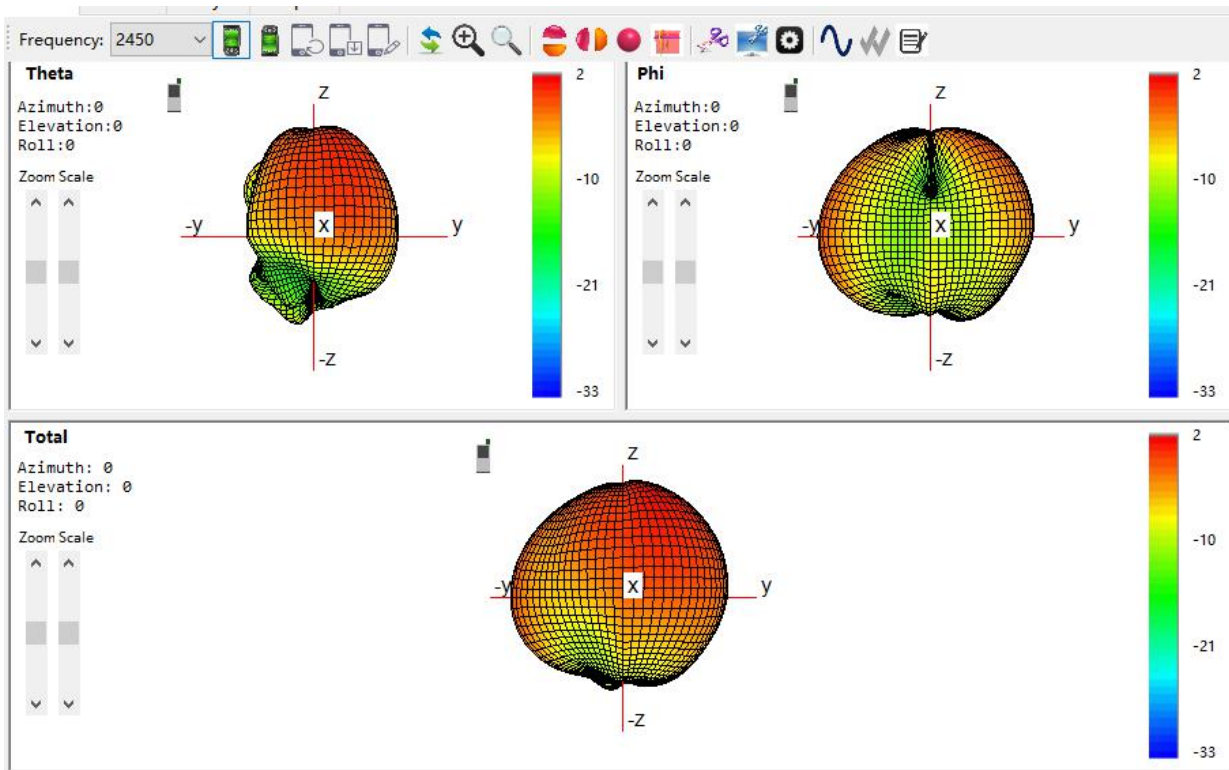 Frequency: 2450
Theta
Azimuth:0
Elevation:0
Roll:0
Zoom Scale
z
-y
x
y
-z
2
-10
-21
-33
Phi
Azimuth:0
Elevation:0
Roll:0
Zoom Scale
z
-y
x
y
-z
2
-10
-21
-33
Total
Azimuth: 0
Elevation: 0
Roll: 0
Zoom Scale
z
-y
x
y
-z
2
-10
-21
-33